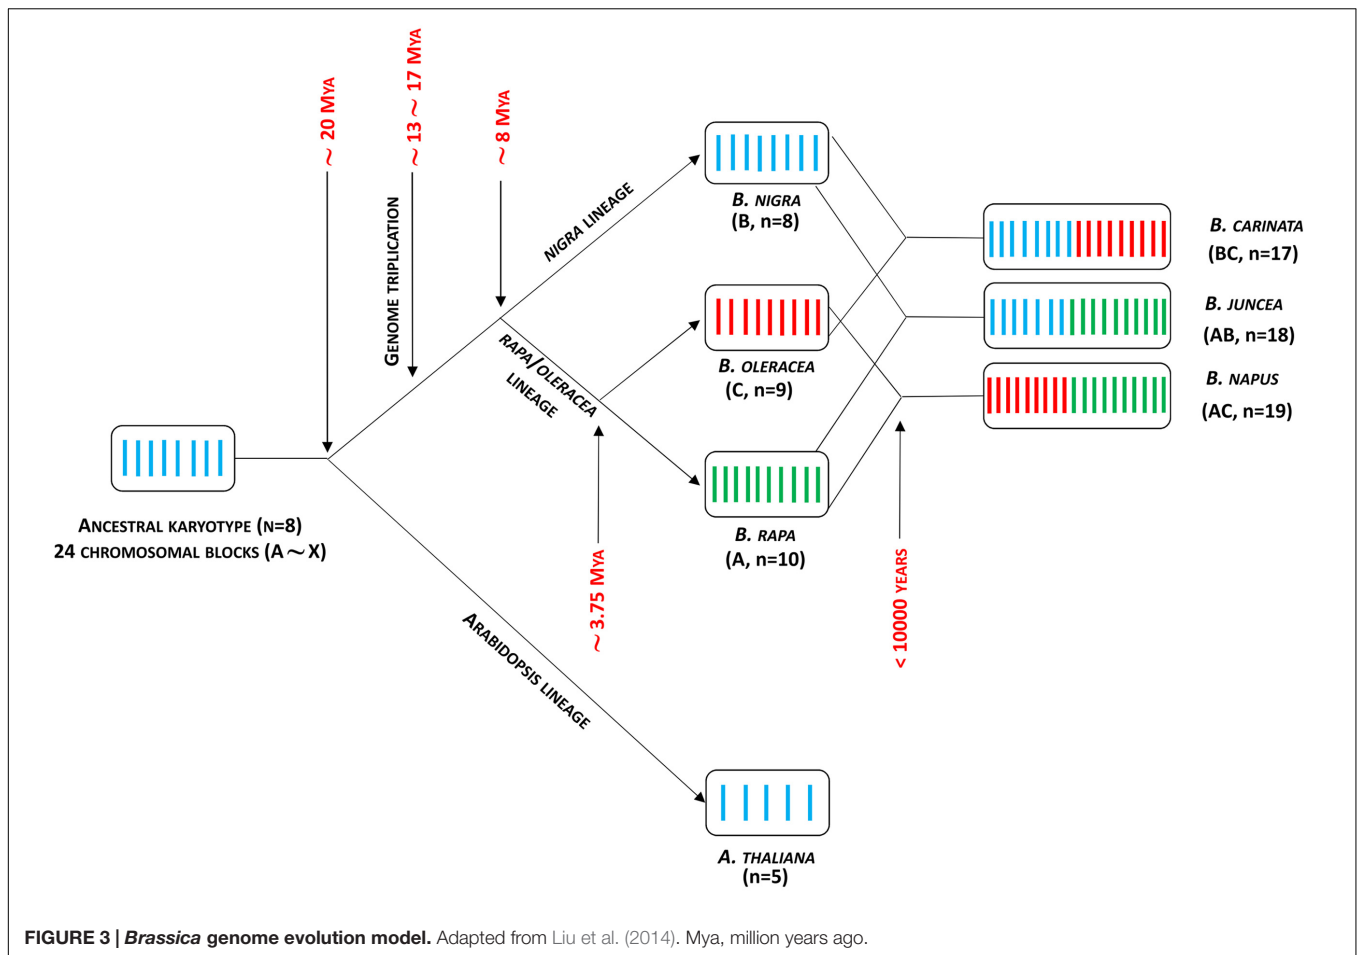 ~ 20 MYA
~ 13 ~ 17 MYA
~ 8 MYA
GENOME TRIPLICATION
NIGRA LINEAGE
RAPA/OLERACEA
LINEAGE
ANCESTRAL KARYOTYPE (N=8)
24 CHROMOSOMAL BLOCKS (A ~ X)
ARABIDOPSIS LINEAGE
~ 3.75 MYA
< 10000 YEARS
B. NIGRA
(B, n=8)
B. OLERACEA
(C, n=9)
B. RAPA
(A, n=10)
A. THALIANA
(n=5)
B. CARINATA
(BC, n=17)
B. JUNCEA
(AB, n=18)
B. NAPUS
(AC, n=19)
FIGURE 3 | Brassica genome evolution model. Adapted from Liu et al. (2014). Mya, million years ago.